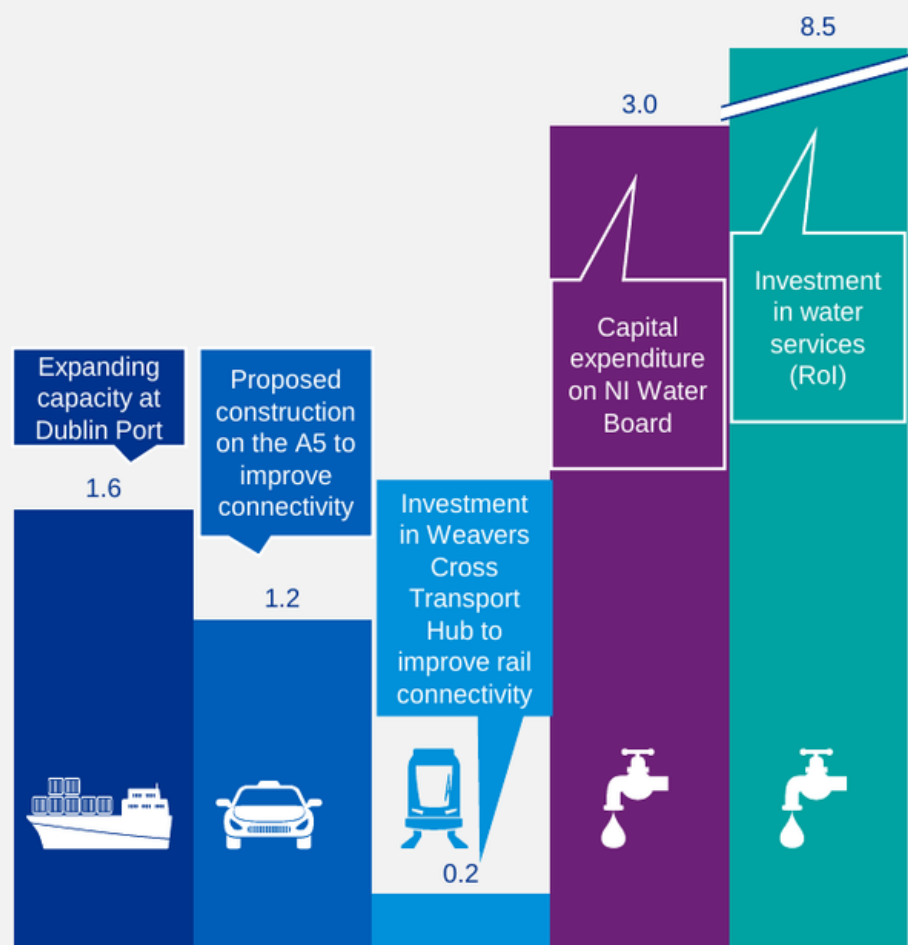 Expanding
capacity at
Dublin Port
1.6
Proposed
construction
on the A5 to
improve
connectivity
1.2
Investment
in Weavers
Cross
Transport
Hub to
improve rail
connectivity
0.2
3.0
Capital
expenditure
on NI Water
Board
8.5
Investment
in water
services
(RoI)